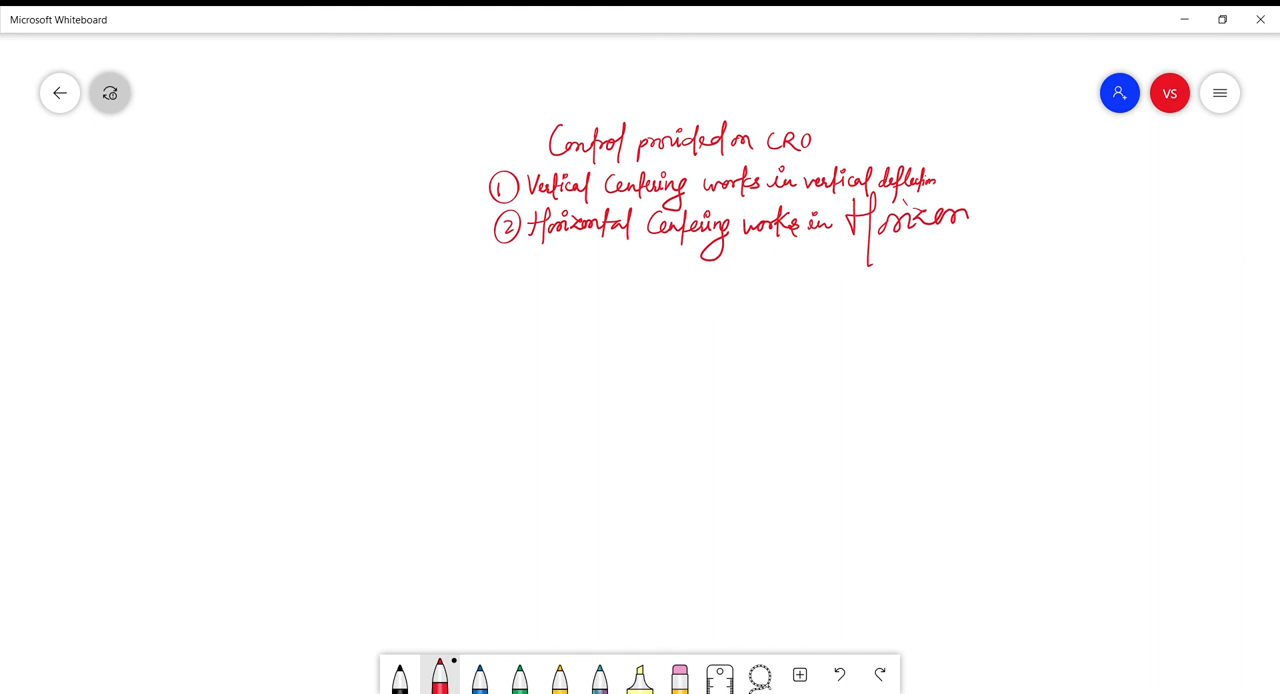 Microsoft Whiteboard
VS
Control provided on CRO
① Vertical Centering works in vertical deflection
② Horizontal Centering works in Horizon